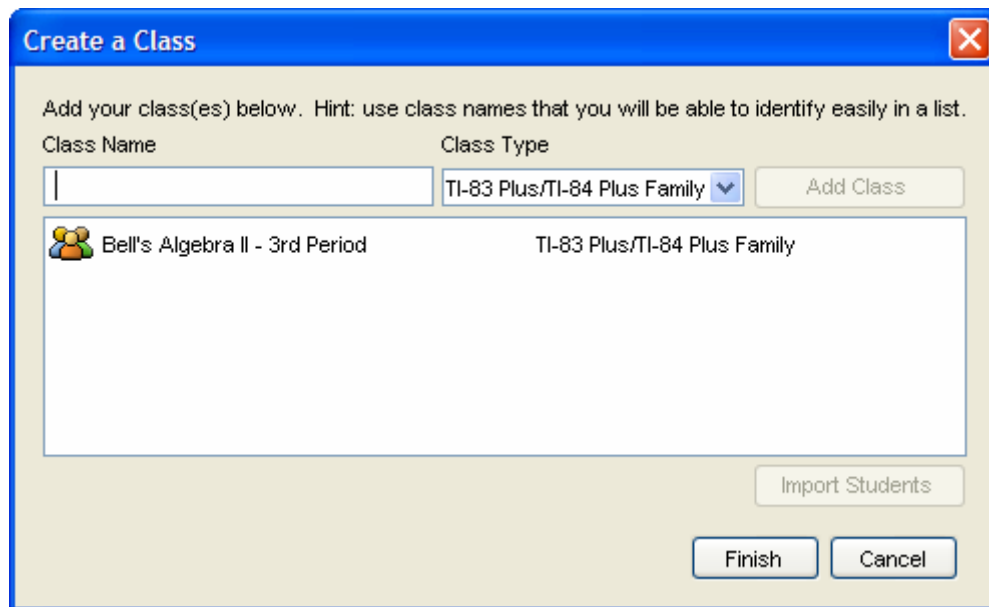 Create a Class
Add your class(es) below. Hint: use class names that you will be able to identify easily in a list.
Class Name Class Type
TI-83 Plus/TI-84 Plus Family Add Class
Bell's Algebra II - 3rd Period TI-83 Plus/TI-84 Plus Family
Import Students
Finish Cancel